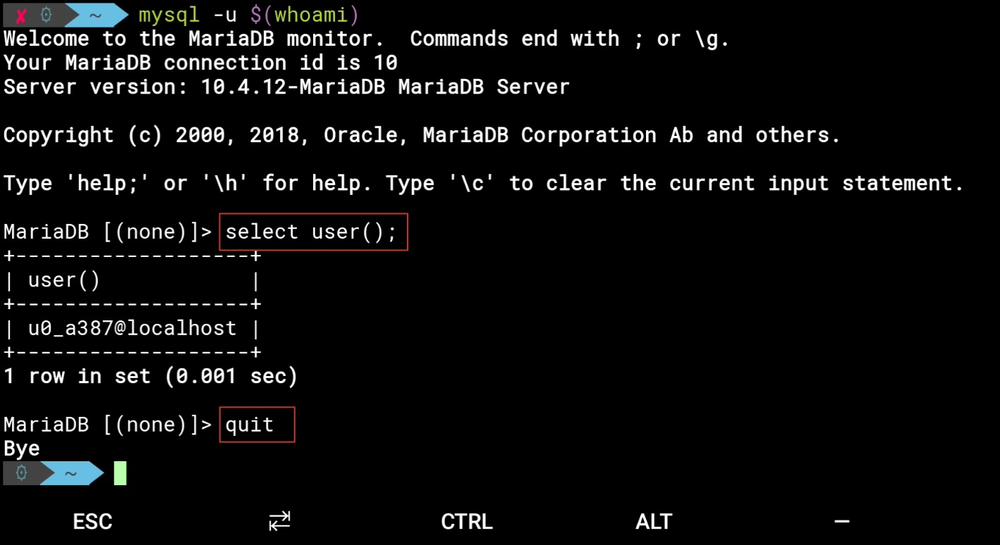 ✘ ⚙ ~ mysql -u $(whoami)
Welcome to the MariaDB monitor.  Commands end with ; or \g.
Your MariaDB connection id is 10
Server version: 10.4.12-MariaDB MariaDB Server
Copyright (c) 2000, 2018, Oracle, MariaDB Corporation Ab and others.
Type 'help;' or '\h' for help. Type '\c' to clear the current input statement.
MariaDB [(none)]> select user();
+-------------------+
| user()            |
+-------------------+
| u0_a387@localhost |
+-------------------+
1 row in set (0.001 sec)
MariaDB [(none)]> quit
Bye
⚙ ~
ESC ⇄ CTRL ALT —